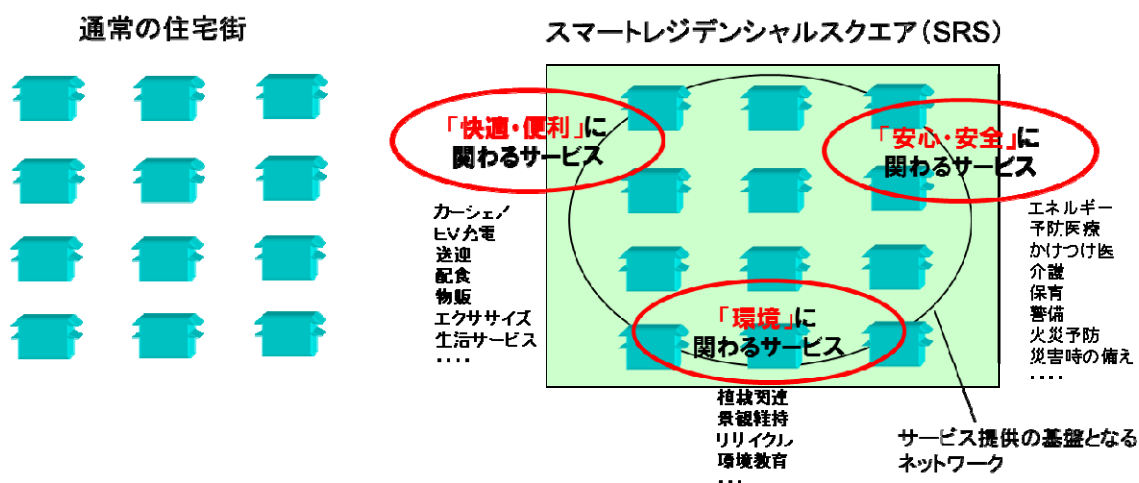 通常の住宅街
スマートレジデンシャルスクエア(SRS)
「快適・便利」に
関わるサービス
「安心・安全」に
関わるサービス
カーシェア
EV充電
送迎
配食
物販
エクササイズ
生活サービス
・・・・
エネルギー
予防医療
かけつけ医
介護
保育
警備
火災予防
災害時の備え
・・・・
「環境」に
関わるサービス
植栽関連
景観維持
リサイクル
環境教育
・・・
サービス提供の基盤となる
ネットワーク